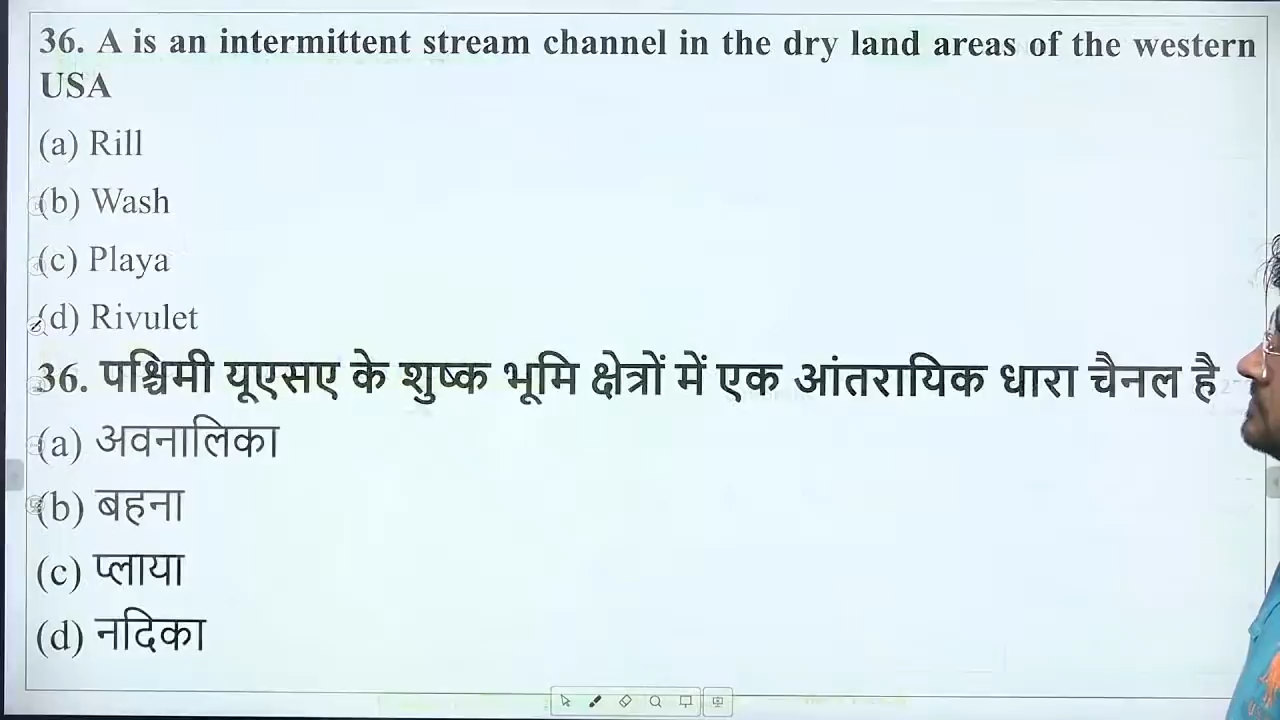 36. A is an intermittent stream channel in the dry land areas of the western
USA
(a) Rill
(b) Wash
(c) Playa
(d) Rivulet
36. पश्चिमी यूएसए के शुष्क भूमि क्षेत्रों में एक आंतरायिक धारा चैनल है
(a) अवनालिका
(b) बहना
(c) प्लाया
(d) नदिका